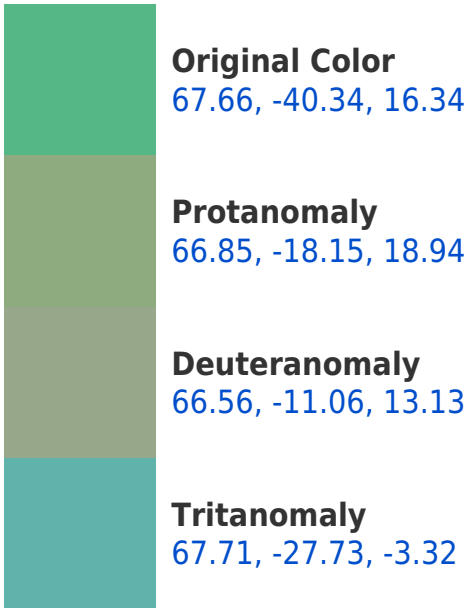 Original Color
67.66, -40.34, 16.34
Protanomaly
66.85, -18.15, 18.94
Deuteranomaly
66.56, -11.06, 13.13
Tritanomaly
67.71, -27.73, -3.32